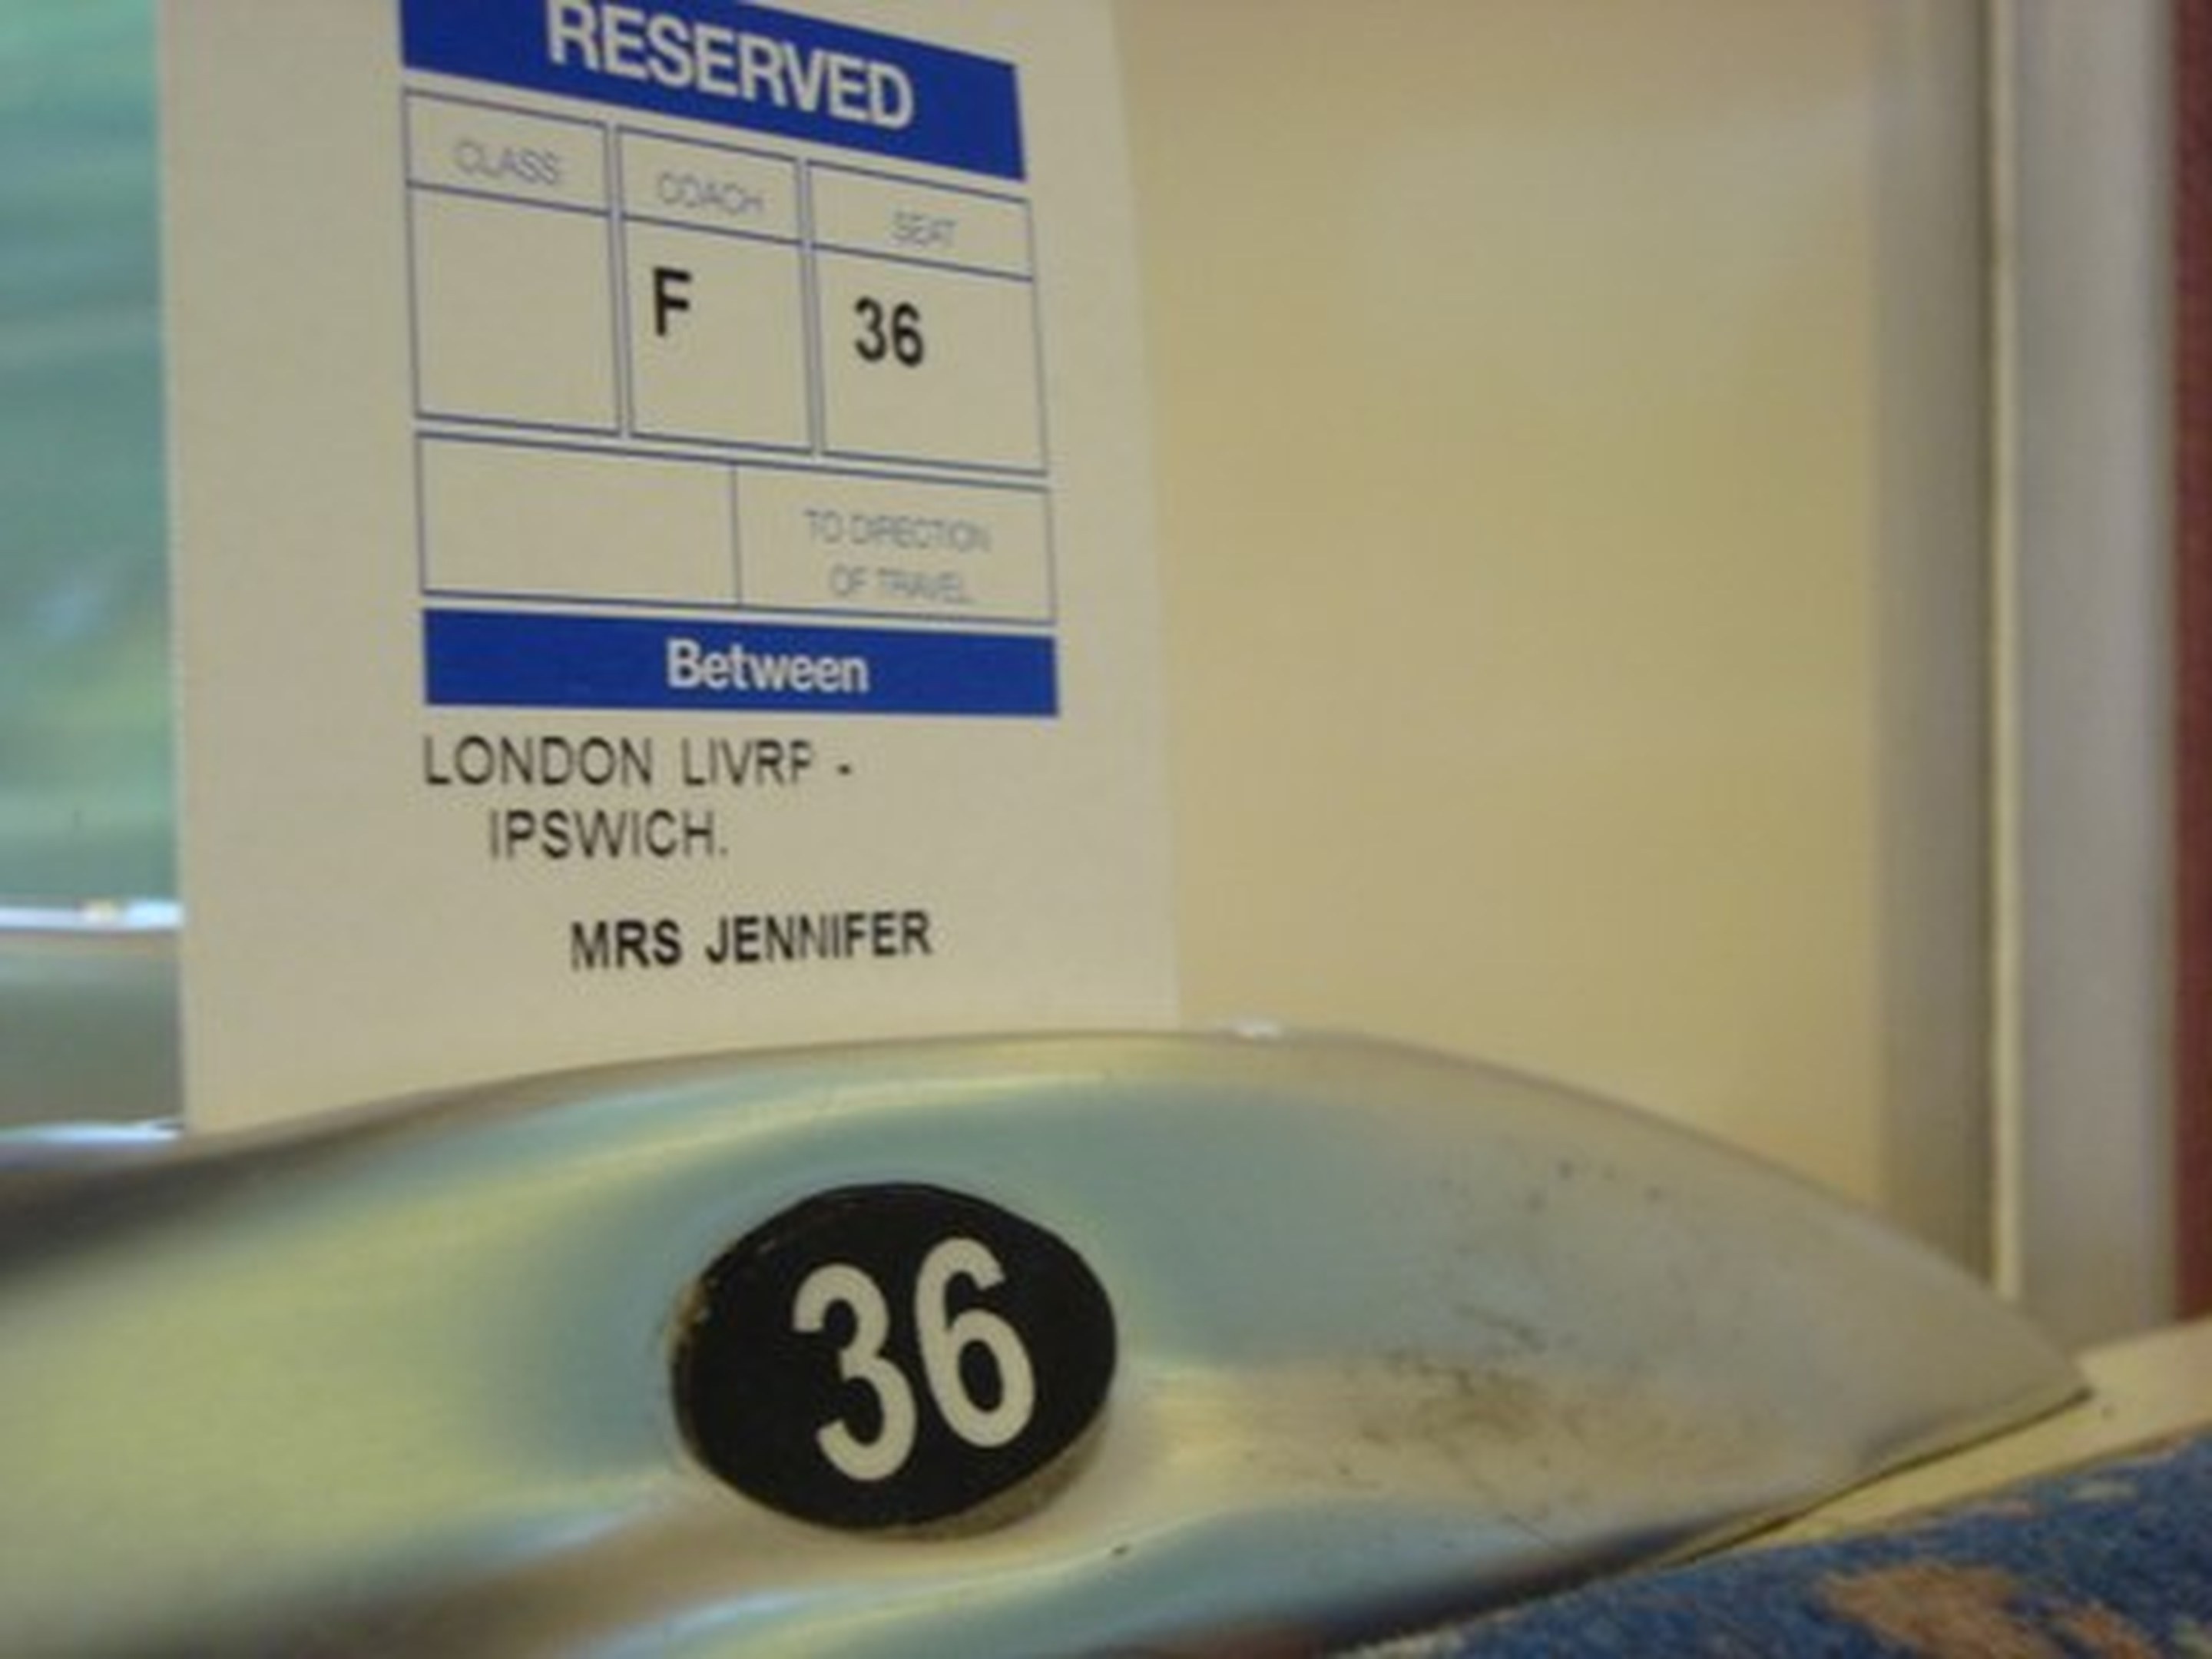 RESERVED
CLASS COACH SEAT
F 36
TO DIRECTION
OF TRAVEL
Between
LONDON LIVRP -
IPSWICH.
MRS JENNIFER
36